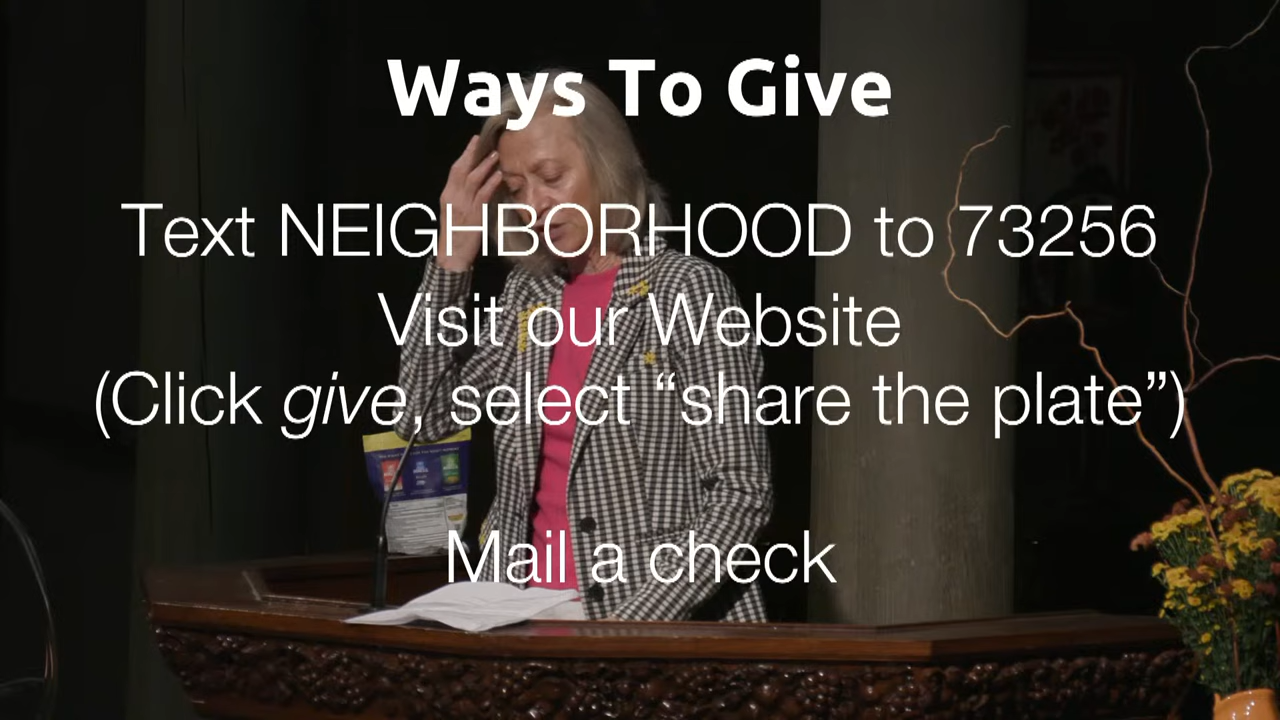 Ways To Give
Text NEIGHBORHOOD to 73256
Visit our Website
(Click give, select “share the plate”)
Mail a check